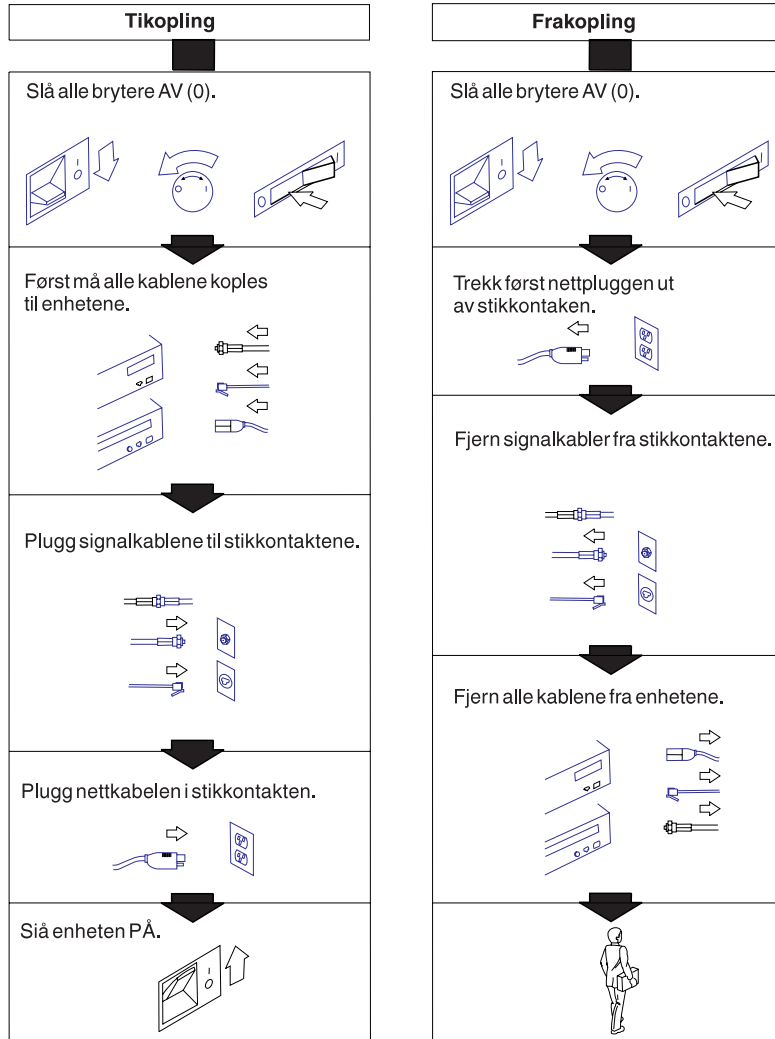 Tikopling
Slå alle brytere AV (0).
Først må alle kablene koples
til enhetene.
Plugg signalkablene til stikkontaktene.
Plugg nettkabelen i stikkontakten.
Siå enheten PÅ.
Frakopling
Slå alle brytere AV (0).
Trekk først nettpluggen ut
av stikkontaken.
Fjern signalkabler fra stikkontaktene.
Fjern alle kablene fra enhetene.